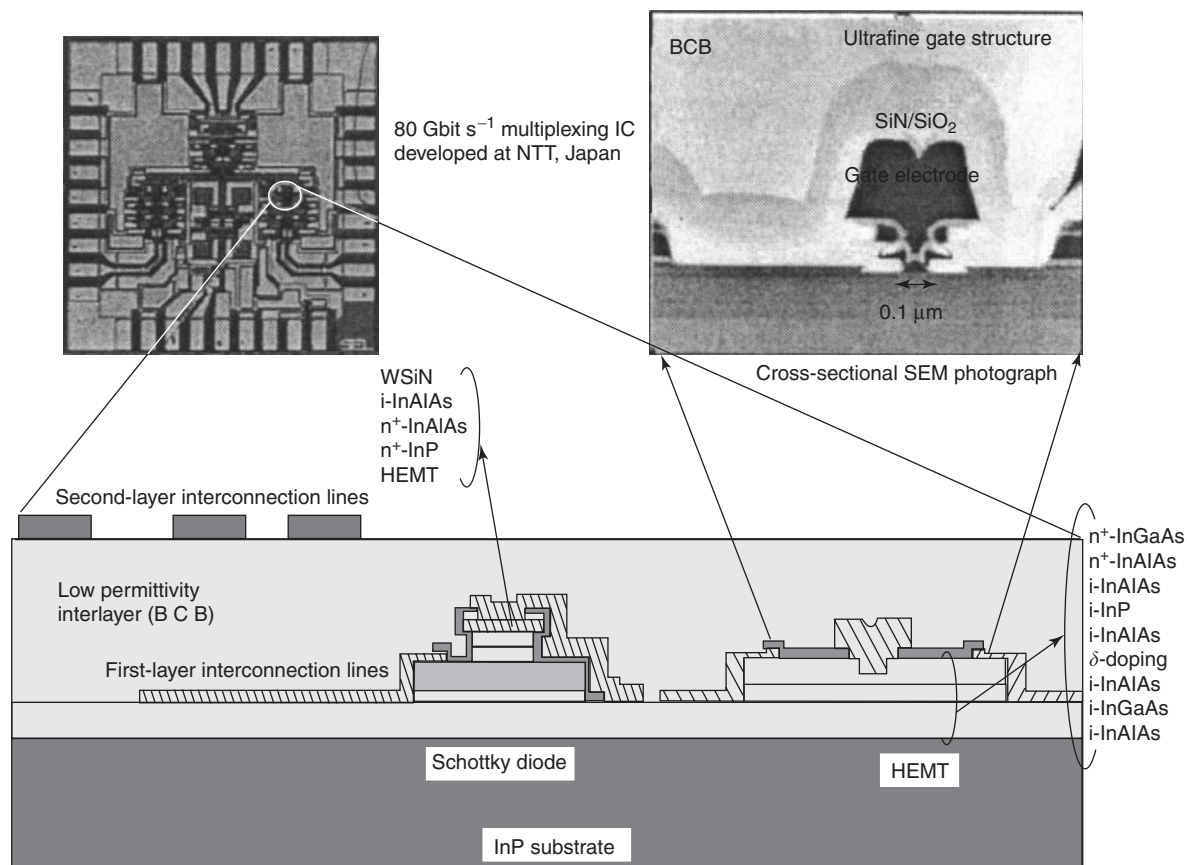 BCB
Ultrafine gate structure
80 Gbit s⁻¹ multiplexing IC
developed at NTT, Japan
SiN/SiO₂
Gate electrode
0.1 μm
Cross-sectional SEM photograph
WSiN
i-InAlAs
n⁺-InAlAs
n⁺-InP
HEMT
Second-layer interconnection lines
Low permittivity
interlayer (B C B)
First-layer interconnection lines
n⁺-InGaAs
n⁺-InAlAs
i-InAlAs
i-InP
i-InAlAs
δ-doping
i-InAlAs
i-InGaAs
i-InAlAs
Schottky diode
HEMT
InP substrate